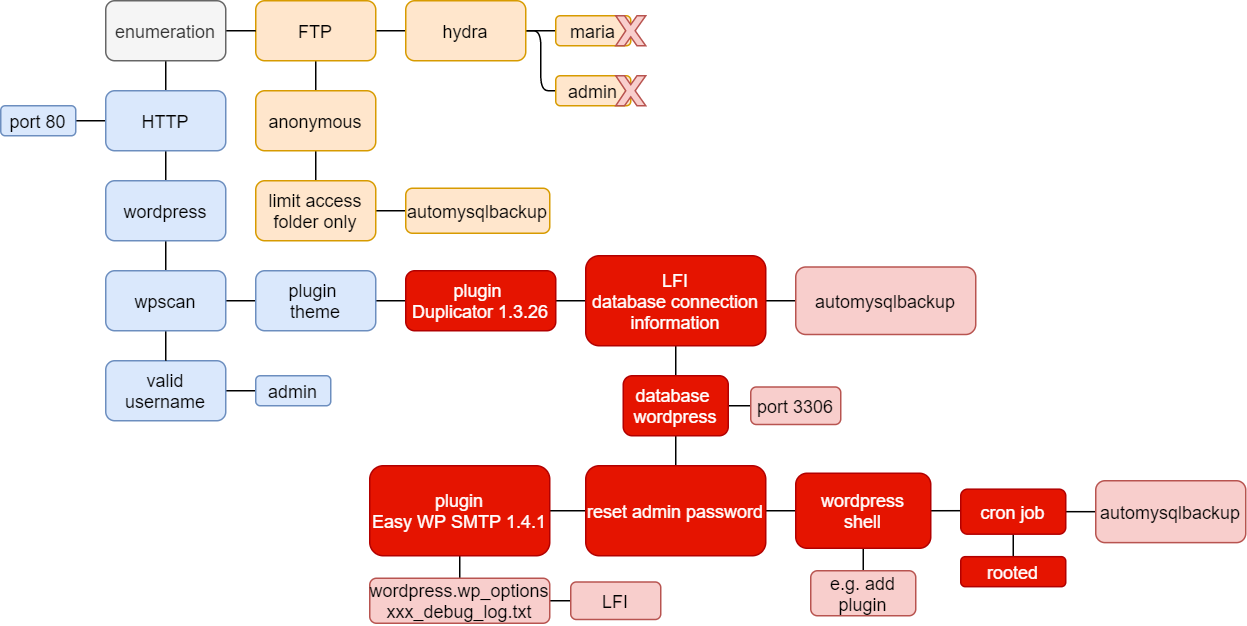 enumeration
FTP
hydra
maria
admin
port 80
HTTP
anonymous
wordpress
limit access
folder only
automysqlbackup
wpscan
plugin
theme
plugin
Duplicator 1.3.26
LFI
database connection
information
automysqlbackup
valid
username
admin
database
wordpress
port 3306
plugin
Easy WP SMTP 1.4.1
reset admin password
wordpress
shell
cron job
automysqlbackup
rooted
wordpress.wp_options
xxx_debug_log.txt
LFI
e.g. add
plugin